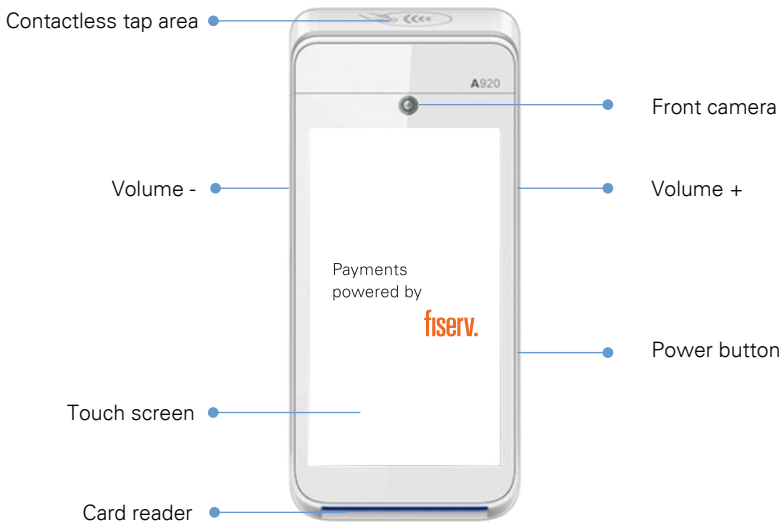 Contactless tap area
A920
Front camera
Volume -
Volume +
Payments
powered by
fiserv.
Power button
Touch screen
Card reader